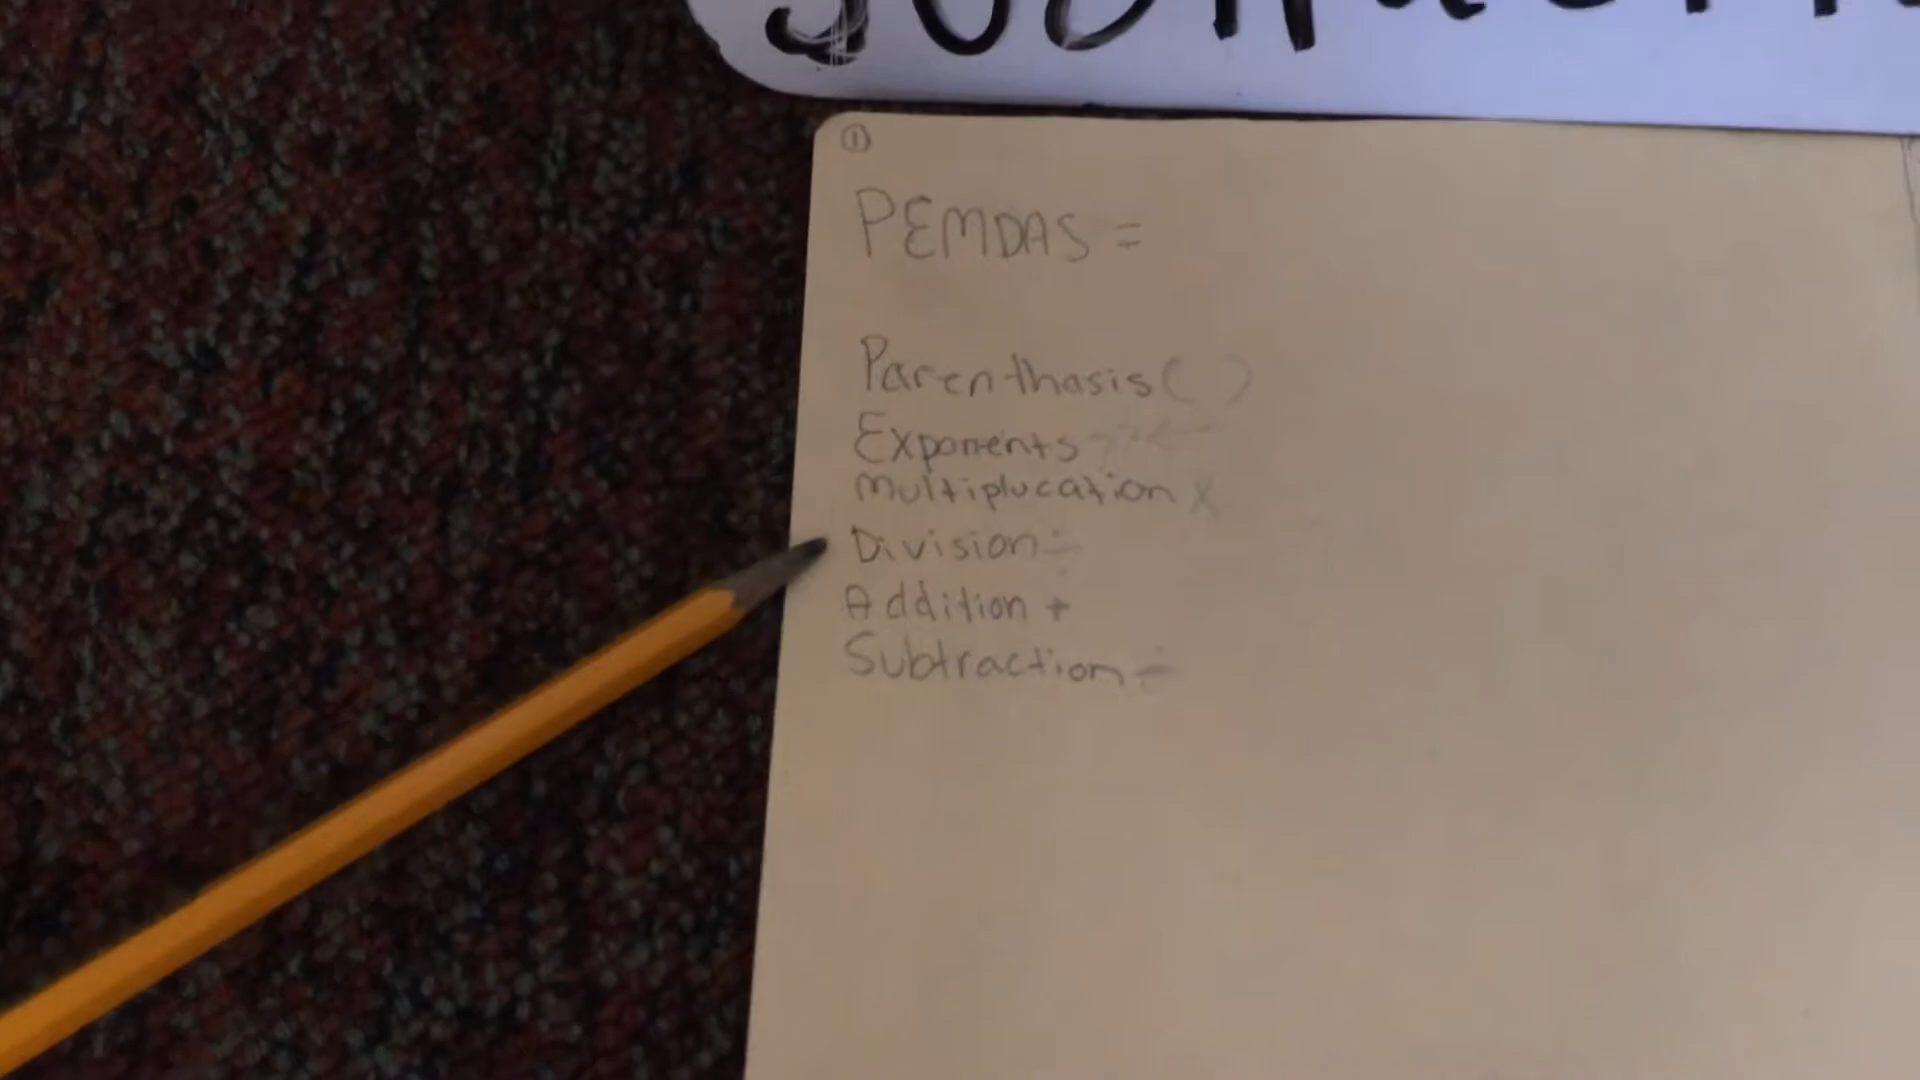 ①
PEMDAS =
Parenthasis ( )
Exponents
Multiplucation x
Division ÷
Addition +
Subtraction -